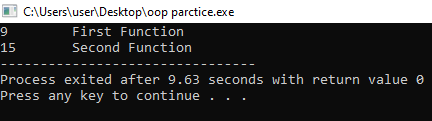 C:\Users\user\Desktop\oop parctice.exe
9        First Function
15       Second Function
--------------------------------
Process exited after 9.63 seconds with return value 0
Press any key to continue . . .